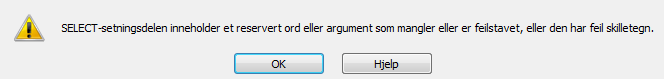 SELECT-setningsdelen inneholder et reservert ord eller argument som mangler eller er feilstavet, eller den har feil skilletegn.
OK
Hjelp